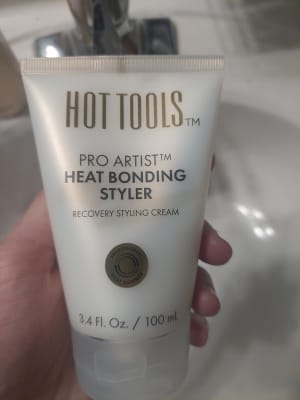 HOT TOOLS™
PRO ARTIST™
HEAT BONDING
STYLER
RECOVERY STYLING CREAM
3.4 Fl. Oz. / 100 mL